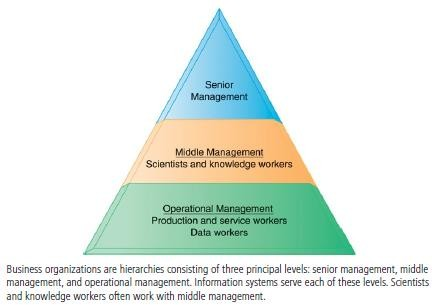 Senior
Management
Middle Management
Scientists and knowledge workers
Operational Management
Production and service workers
Data workers
Business organizations are hierarchies consisting of three principal levels: senior management, middle
management, and operational management. Information systems serve each of these levels. Scientists
and knowledge workers often work with middle management.